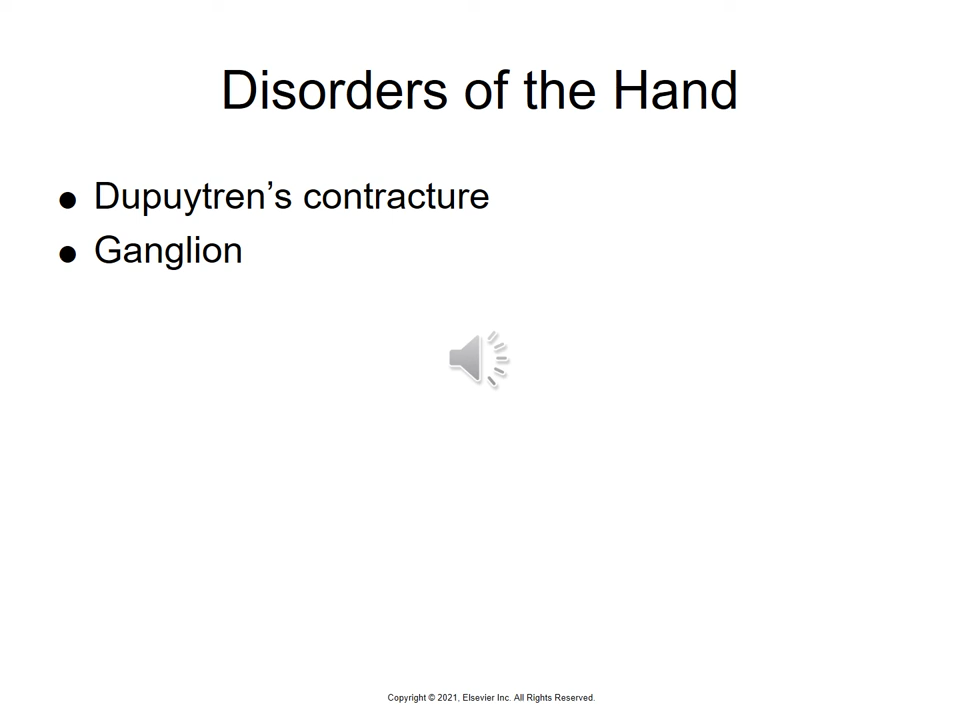 Disorders of the Hand
● Dupuytren’s contracture
● Ganglion
Copyright © 2021, Elsevier Inc. All Rights Reserved.